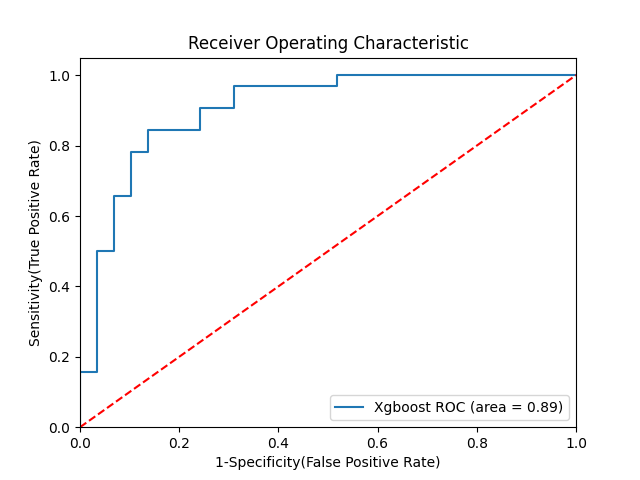 Receiver Operating Characteristic
1.0
0.8
0.6
0.4
0.2
0.0
Sensitivity(True Positive Rate)
Xgboost ROC (area = 0.89)
0.0 0.2 0.4 0.6 0.8 1.0
1-Specificity(False Positive Rate)